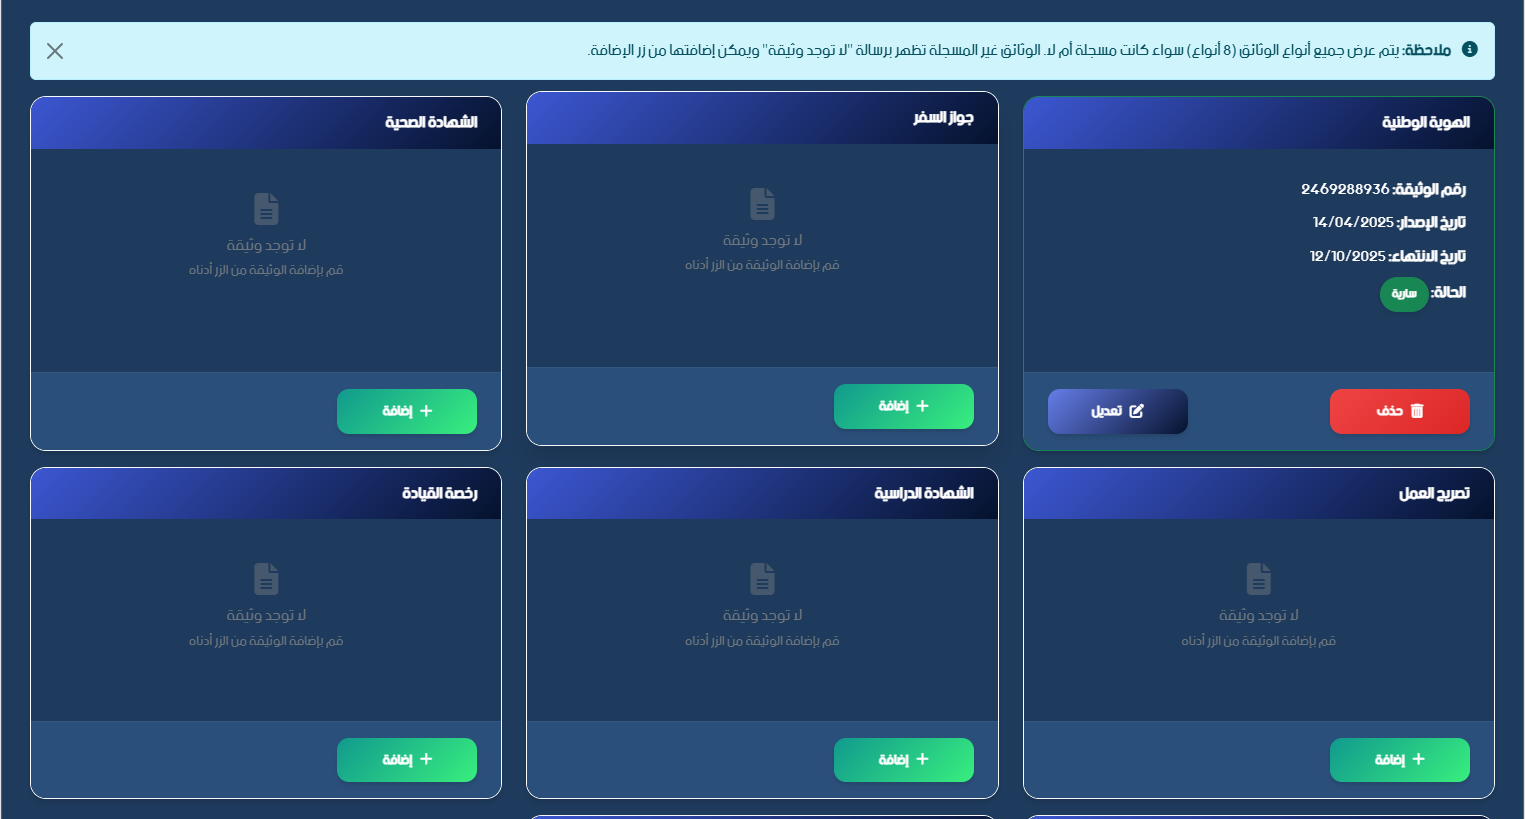 ملاحظة: يتم عرض جميع أنواع الوثائق (8 أنواع) سواء كانت مسجلة أم لا. الوثائق غير المسجلة تظهر برسالة "لا توجد وثيقة" ويمكن إضافتها من زر الإضافة.
الهوية الوطنية
رقم الوثيقة: 2469288936
تاريخ الإصدار: 14/04/2025
تاريخ الانتهاء: 12/10/2025
الحالة: سارية
حذف
تعديل
جواز السفر
لا توجد وثيقة
قم بإضافة الوثيقة من الزر أدناه
إضافة
الشهادة الصحية
لا توجد وثيقة
قم بإضافة الوثيقة من الزر أدناه
إضافة
تصريح العمل
لا توجد وثيقة
قم بإضافة الوثيقة من الزر أدناه
إضافة
الشهادة الدراسية
لا توجد وثيقة
قم بإضافة الوثيقة من الزر أدناه
إضافة
رخصة القيادة
لا توجد وثيقة
قم بإضافة الوثيقة من الزر أدناه
إضافة